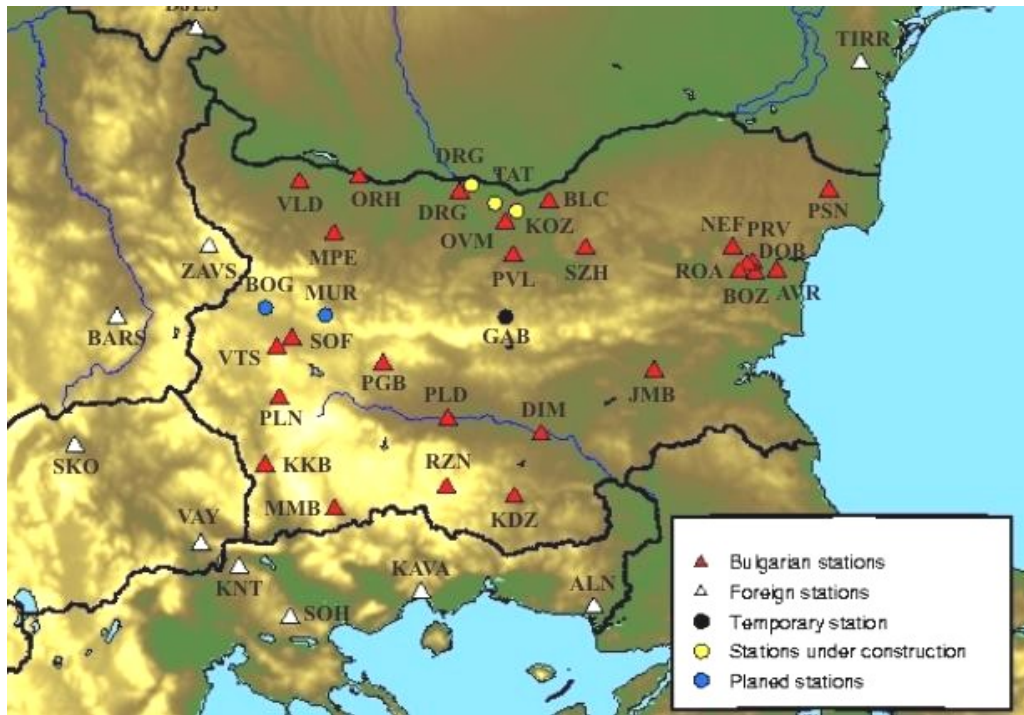 BJES
TIRR
DRG
TAT
VLD
ORH
DRG
BLC
KOZ
OVM
PSN
MPE
NEF
PRV
DOB
ZAVS
PVL
SZH
ROA
BOZ
AVR
BOG
MUR
BARS
VTS
SOF
GAB
PGB
JMB
PLN
PLD
DIM
SKO
KKB
RZN
MMB
KDZ
VAY
KNT
KAVA
ALN
SOH
Bulgarian stations
Foreign stations
Temporary station
Stations under construction
Planed stations